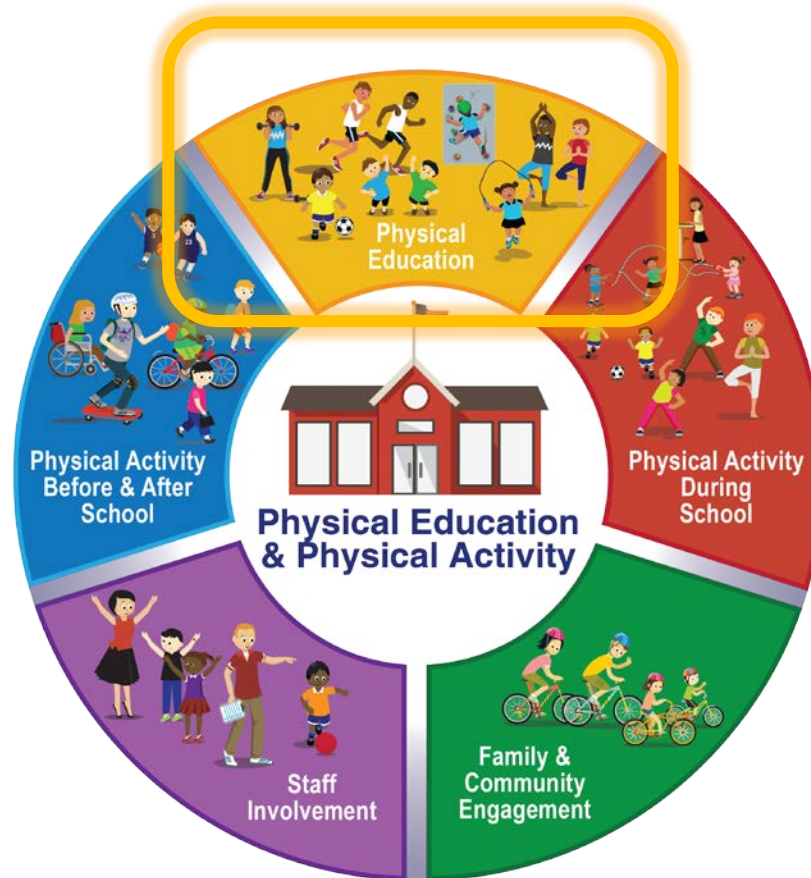 Physical
Education
Physical Activity
Before & After
School
Physical Activity
During
School
Physical Education
& Physical Activity
Staff
Involvement
Family &
Community
Engagement